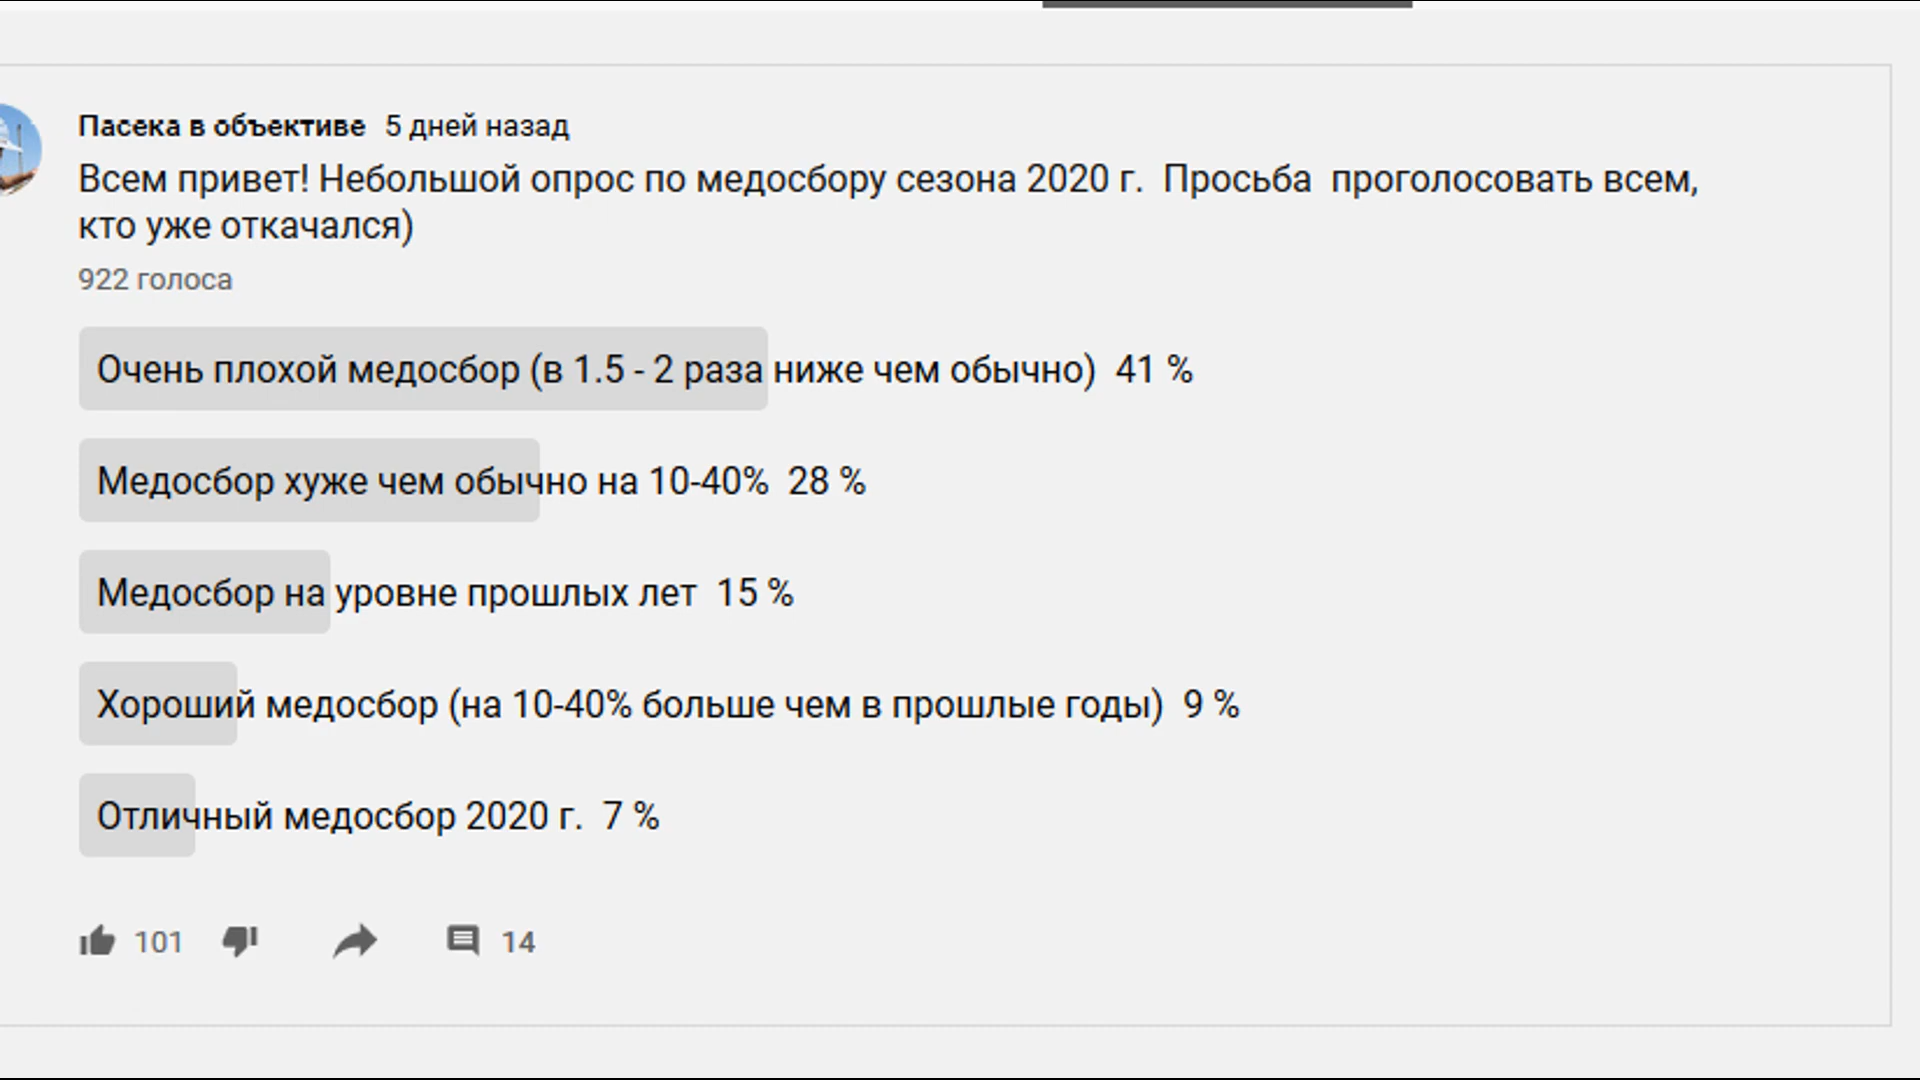 Пасека в объективе 5 дней назад
Всем привет! Небольшой опрос по медосбору сезона 2020 г. Просьба проголосовать всем,
кто уже откачался)
922 голоса
Очень плохой медосбор (в 1.5 - 2 раза ниже чем обычно) 41 %
Медосбор хуже чем обычно на 10-40% 28 %
Медосбор на уровне прошлых лет 15 %
Хороший медосбор (на 10-40% больше чем в прошлые годы) 9 %
Отличный медосбор 2020 г. 7 %
101 14